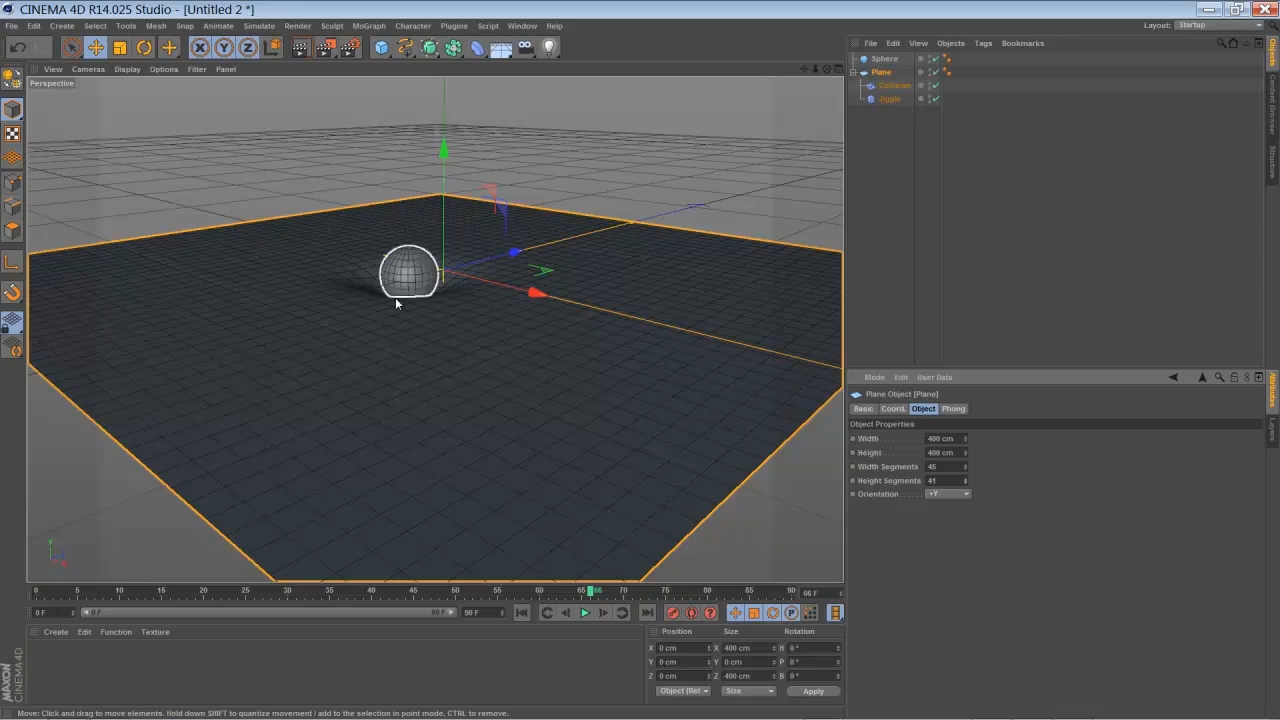 CINEMA 4D R14.025 Studio - [Untitled 2 *]
File Edit Create Select Tools Mesh Snap Animate Simulate Render Sculpt MoGraph Character Plugins Script Window Help
Layout: Startup
View Cameras Display Options Filter Panel
Perspective
File Edit View Objects Tags Bookmarks
Sphere
Plane
Collision
Jiggle
Objects
Content Browser
Structure
Mode Edit User Data
Plane Object [Plane]
Basic Coord. Object Phong
Object Properties
Width 400 cm
Height 400 cm
Width Segments 45
Height Segments 41
Orientation +Y
Attributes
Layers
Y
0 5 10 15 20 25 30 35 40 45 50 55 60 65 66 70 75 80 85 90 66 F
0 F 0 F 90 F 90 F
Create Edit Function Texture
Position Size Rotation
X 0 cm X 400 cm H 0 °
Y 0 cm Y 0 cm P 0 °
Z 0 cm Z 400 cm B 0 °
Object (Rel Size Apply
MAXON
CINEMA 4D
Move: Click and drag to move elements. Hold down SHIFT to quantize movement / add to the selection in point mode, CTRL to remove.